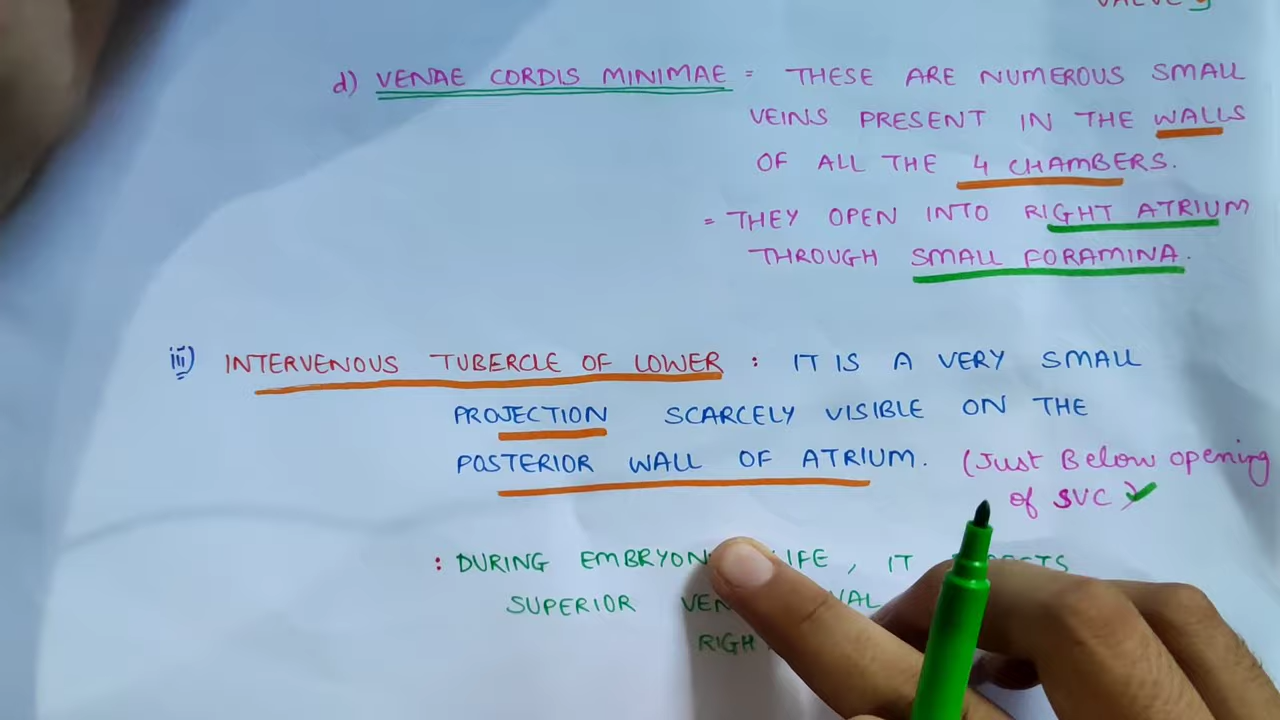 d) VENAE CORDIS MINIMAE = THESE ARE NUMEROUS SMALL
VEINS PRESENT IN THE WALLS
OF ALL THE 4 CHAMBERS.
= THEY OPEN INTO RIGHT ATRIUM
THROUGH SMALL FORAMINA.
iii) INTERVENOUS TUBERCLE OF LOWER : IT IS A VERY SMALL
PROJECTION SCARCELY VISIBLE ON THE
POSTERIOR WALL OF ATRIUM. (Just Below opening
of SVC)
: DURING LIFE, IT
SUPERIOR